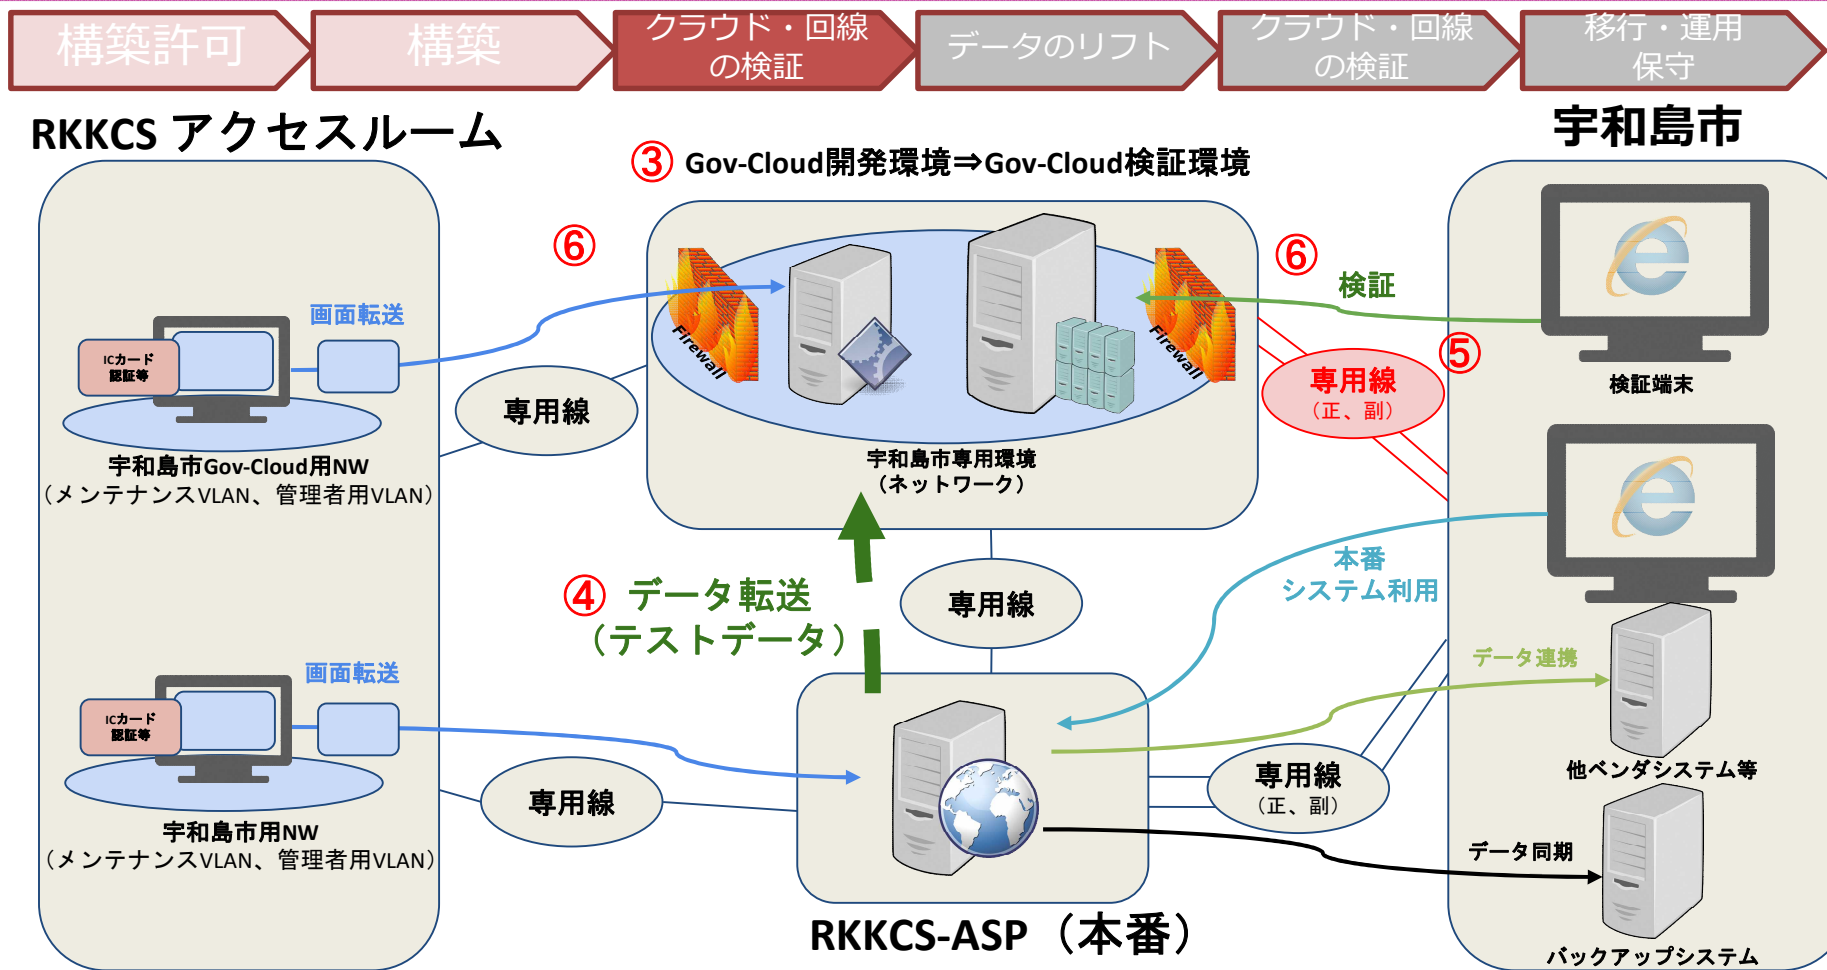 構築許可
構築
クラウド・回線
の検証
データのリフト
クラウド・回線
の検証
移行・運用
保守
RKKCS アクセスルーム
宇和島市
③ Gov-Cloud開発環境⇒Gov-Cloud検証環境
⑥
⑥
検証
画面転送
ICカード
認証等
Firewall
Firewall
⑤
専用線
専用線
（正、副）
検証端末
宇和島市Gov-Cloud用NW
（メンテナンスVLAN、管理者用VLAN）
宇和島市専用環境
（ネットワーク）
本番
システム利用
④ データ転送
（テストデータ）
専用線
画面転送
データ連携
ICカード
認証等
専用線
専用線
（正、副）
他ベンダシステム等
宇和島市用NW
（メンテナンスVLAN、管理者用VLAN）
データ同期
RKKCS-ASP（本番）
バックアップシステム